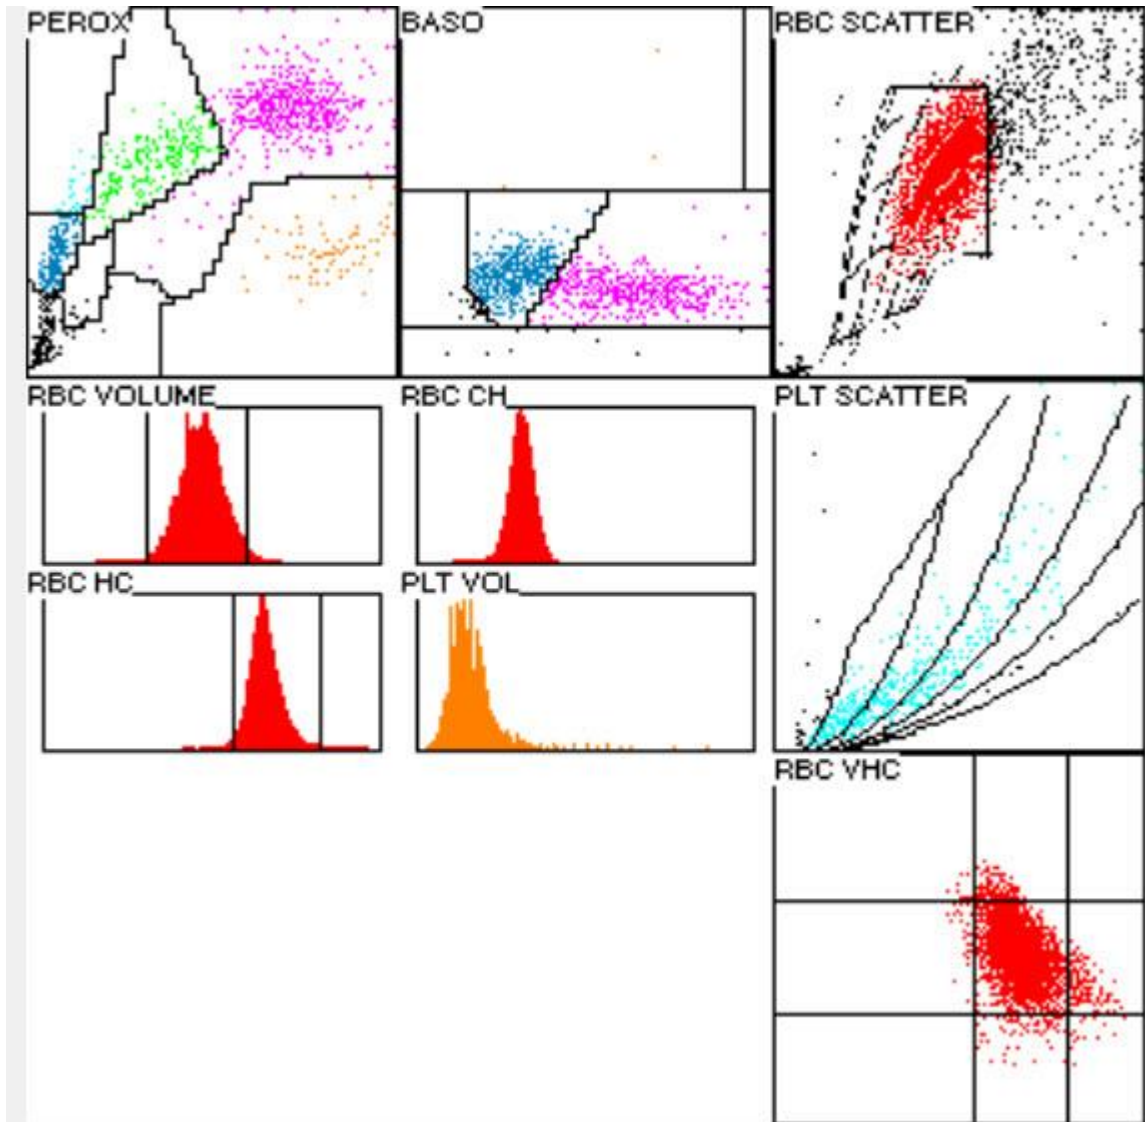 PEROX
BASO
RBC SCATTER
RBC VOLUME
RBC CH
PLT SCATTER
RBC HC
PLT VOL
RBC VHC